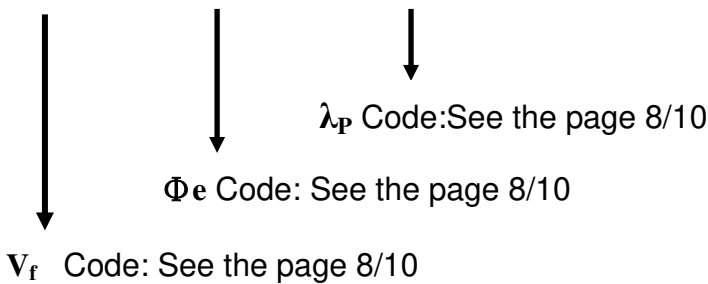 λP Code:See the page 8/10
Φe Code: See the page 8/10
Vf Code: See the page 8/10